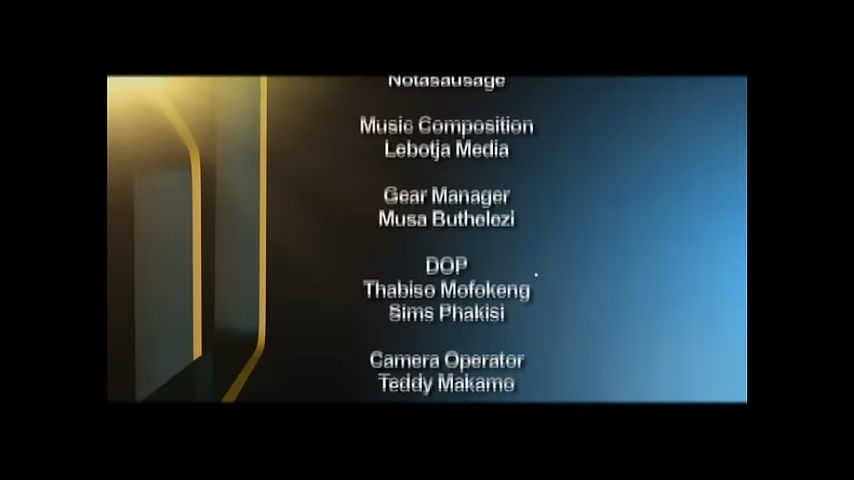 Notasausage
Music Composition
Lebotja Media
Gear Manager
Musa Buthelezi
DOP
Thabiso Mofokeng
Sims Phakisi
Camera Operator
Teddy Makamo